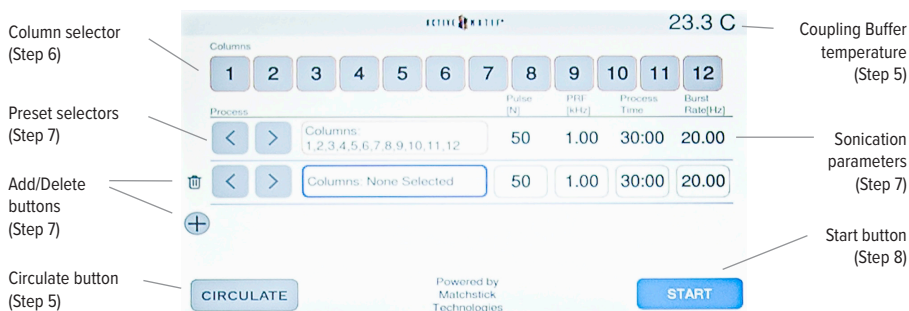 ACTIVE MOTIF®
23.3 C
Column selector
(Step 6)
Coupling Buffer
temperature
(Step 5)
Columns
1 2 3 4 5 6 7 8 9 10 11 12
Preset selectors
(Step 7)
Process
Pulse
[N]
PRF
[kHz]
Process
Time
Burst
Rate[Hz]
< >
Columns:
1,2,3,4,5,6,7,8,9,10,11,12
50 1.00 30:00 20.00
Sonication
parameters
(Step 7)
Add/Delete
buttons
(Step 7)
< >
Columns: None Selected
50 1.00 30:00 20.00
+
Start button
(Step 8)
Circulate button
(Step 5)
CIRCULATE
Powered by
Matchstick
Technologies
START